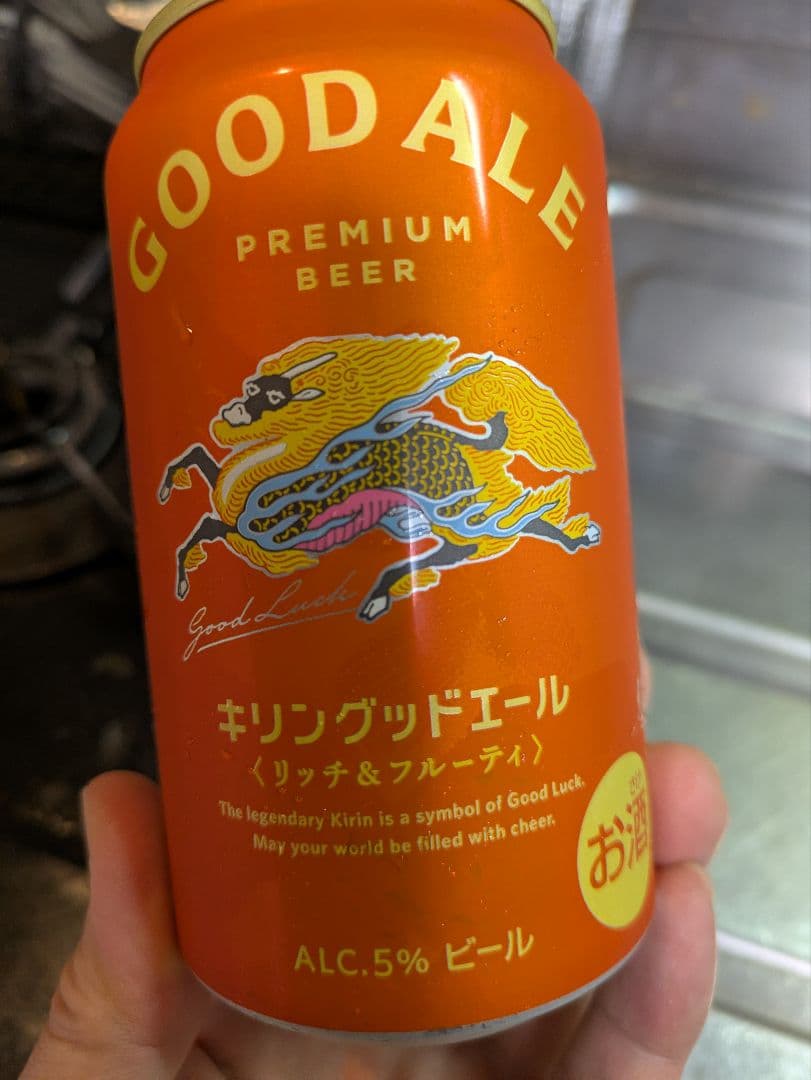 GOOD ALE
PREMIUM
BEER
Good Luck
キリングッドエール
〈リッチ&フルーティ〉
The legendary Kirin is a symbol of Good Luck.
May your world be filled with cheer.
さけ
お酒
ALC.5% ビール